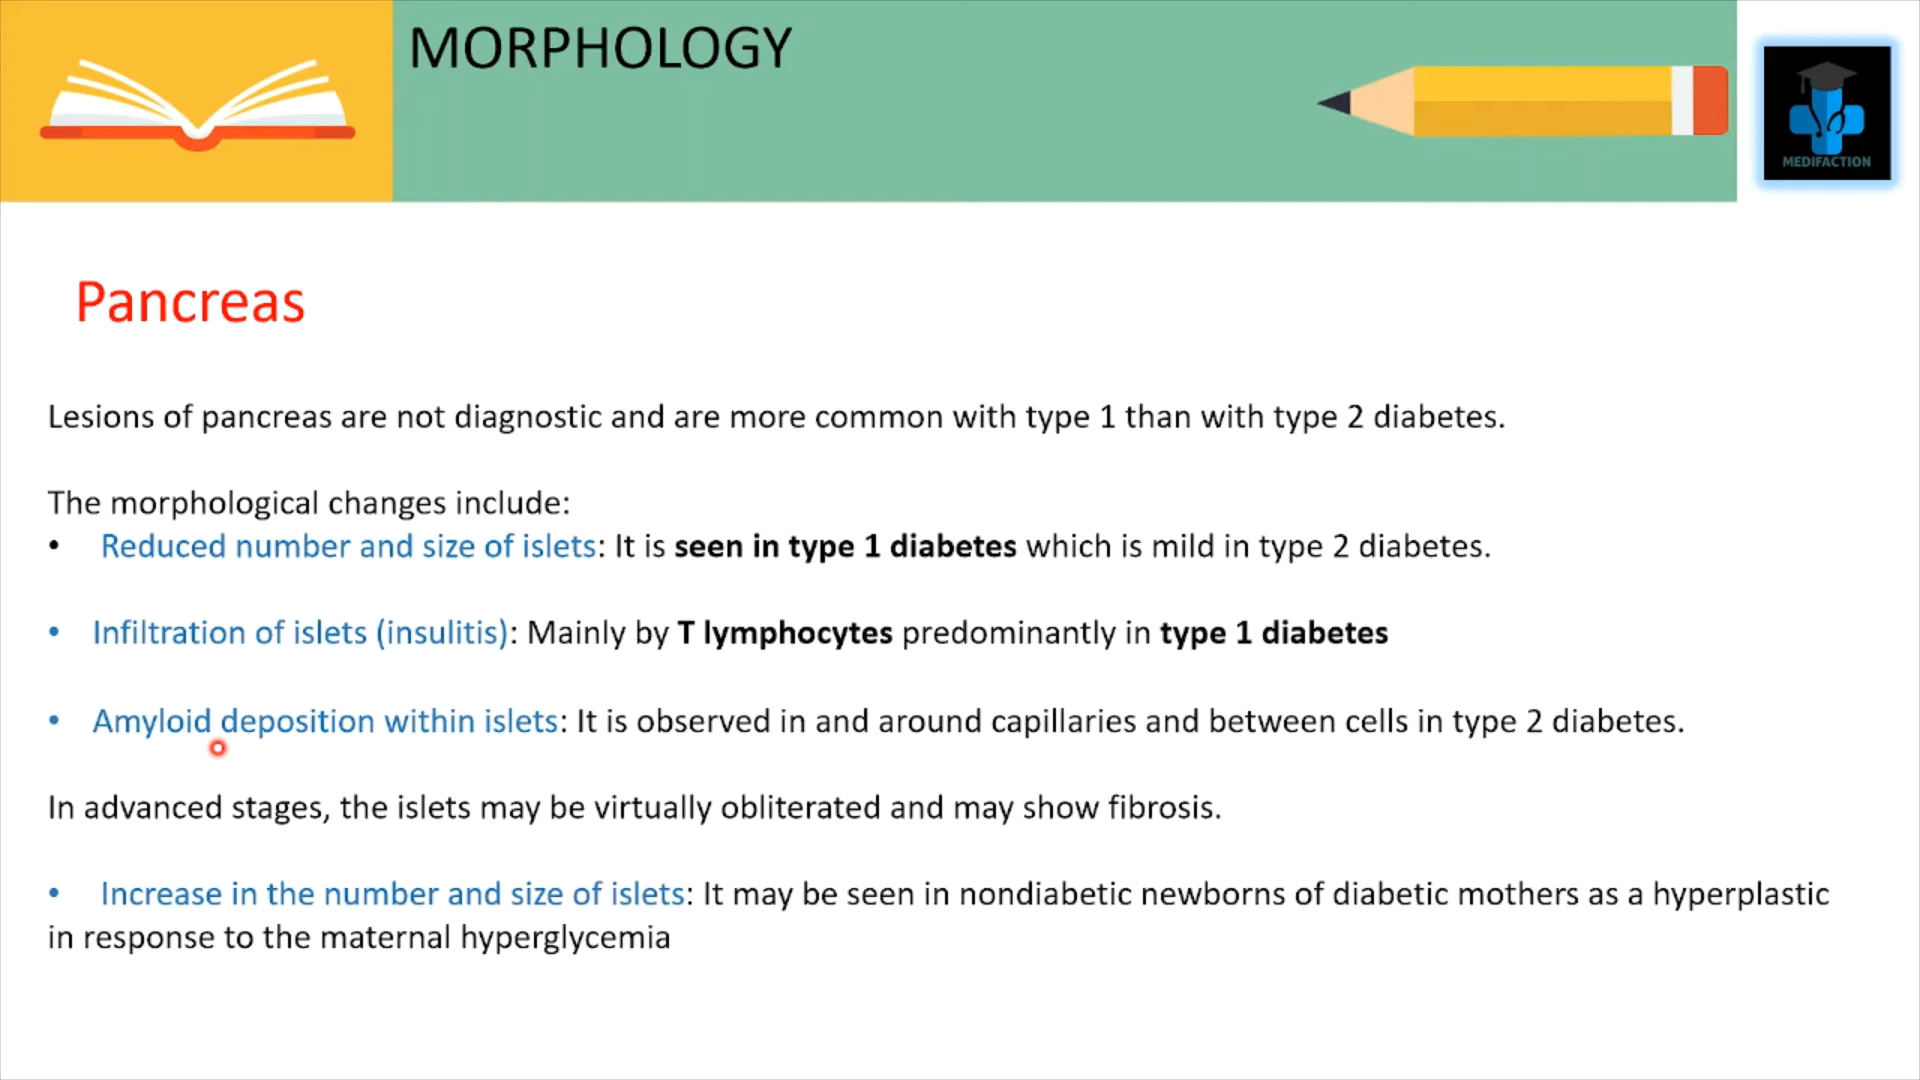 MORPHOLOGY
MEDIFACTION
Pancreas
Lesions of pancreas are not diagnostic and are more common with type 1 than with type 2 diabetes.
The morphological changes include:
• Reduced number and size of islets: It is seen in type 1 diabetes which is mild in type 2 diabetes.
• Infiltration of islets (insulitis): Mainly by T lymphocytes predominantly in type 1 diabetes
• Amyloid deposition within islets: It is observed in and around capillaries and between cells in type 2 diabetes.
In advanced stages, the islets may be virtually obliterated and may show fibrosis.
• Increase in the number and size of islets: It may be seen in nondiabetic newborns of diabetic mothers as a hyperplastic
in response to the maternal hyperglycemia